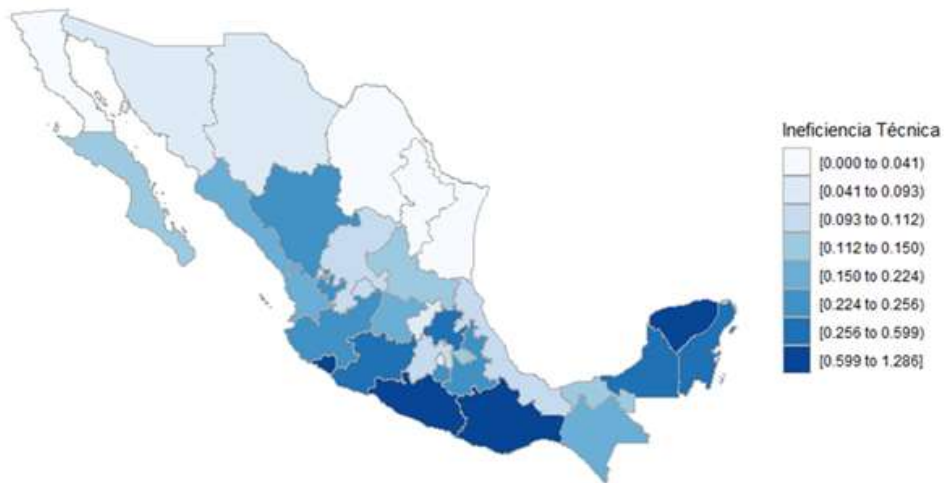 Ineficiencia Técnica
[0.000 to 0.041)
[0.041 to 0.093)
[0.093 to 0.112)
[0.112 to 0.150)
[0.150 to 0.224)
[0.224 to 0.256)
[0.256 to 0.599)
[0.599 to 1.286]